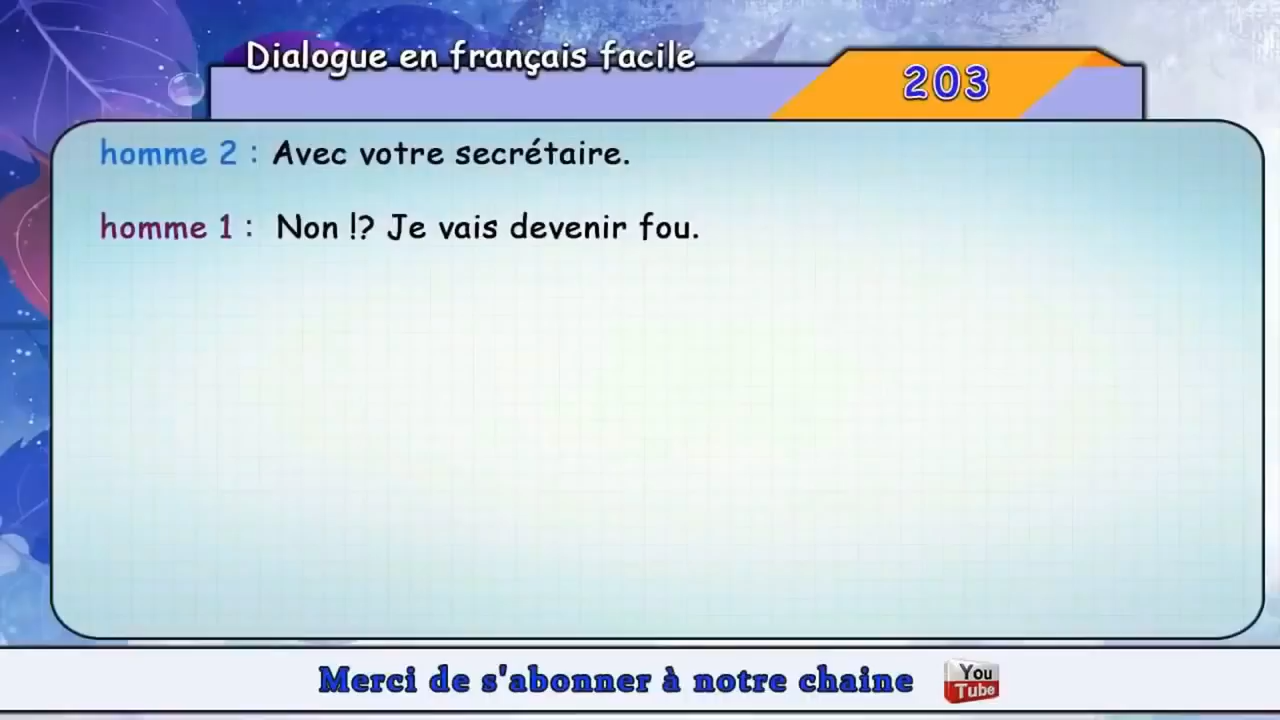 Dialogue en français facile
203
homme 2 : Avec votre secrétaire.
homme 1 : Non !? Je vais devenir fou.
Merci de s'abonner à notre chaine
You
Tube